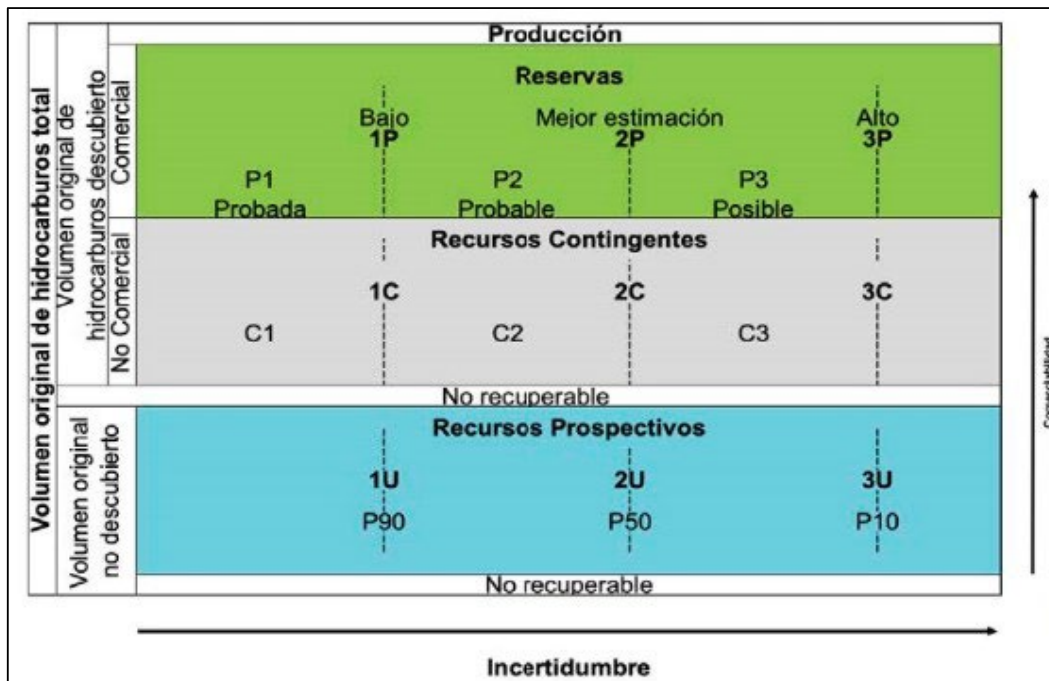 Volumen original de hidrocarburos total
Volumen original de
hidrocarburos descubierto
Comercial
No Comercial
Volumen original
no descubierto
Producción
Reservas
Bajo Mejor estimación Alto
1P 2P 3P
P1 P2 P3
Probada Probable Posible
Recursos Contingentes
1C 2C 3C
C1 C2 C3
No recuperable
Recursos Prospectivos
1U 2U 3U
P90 P50 P10
No recuperable
Incertidumbre